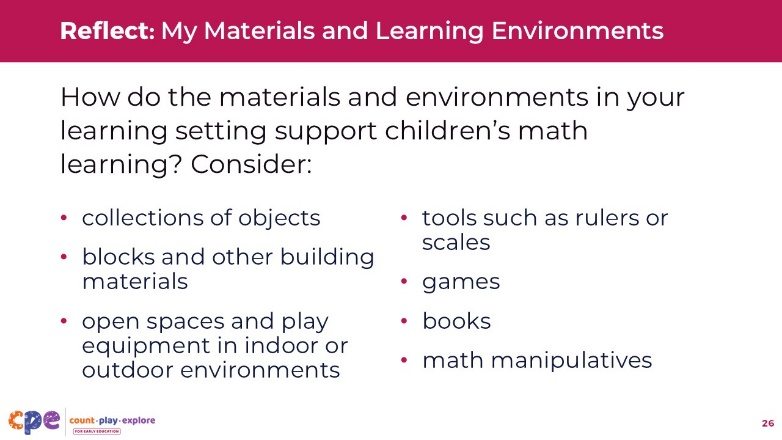 Reflect: My Materials and Learning Environments
How do the materials and environments in your
learning setting support children’s math
learning? Consider:
• collections of objects
• blocks and other building
materials
• open spaces and play
equipment in indoor or
outdoor environments
• tools such as rulers or
scales
• games
• books
• math manipulatives
cpe
count·play·explore
FOR EARLY EDUCATION
26